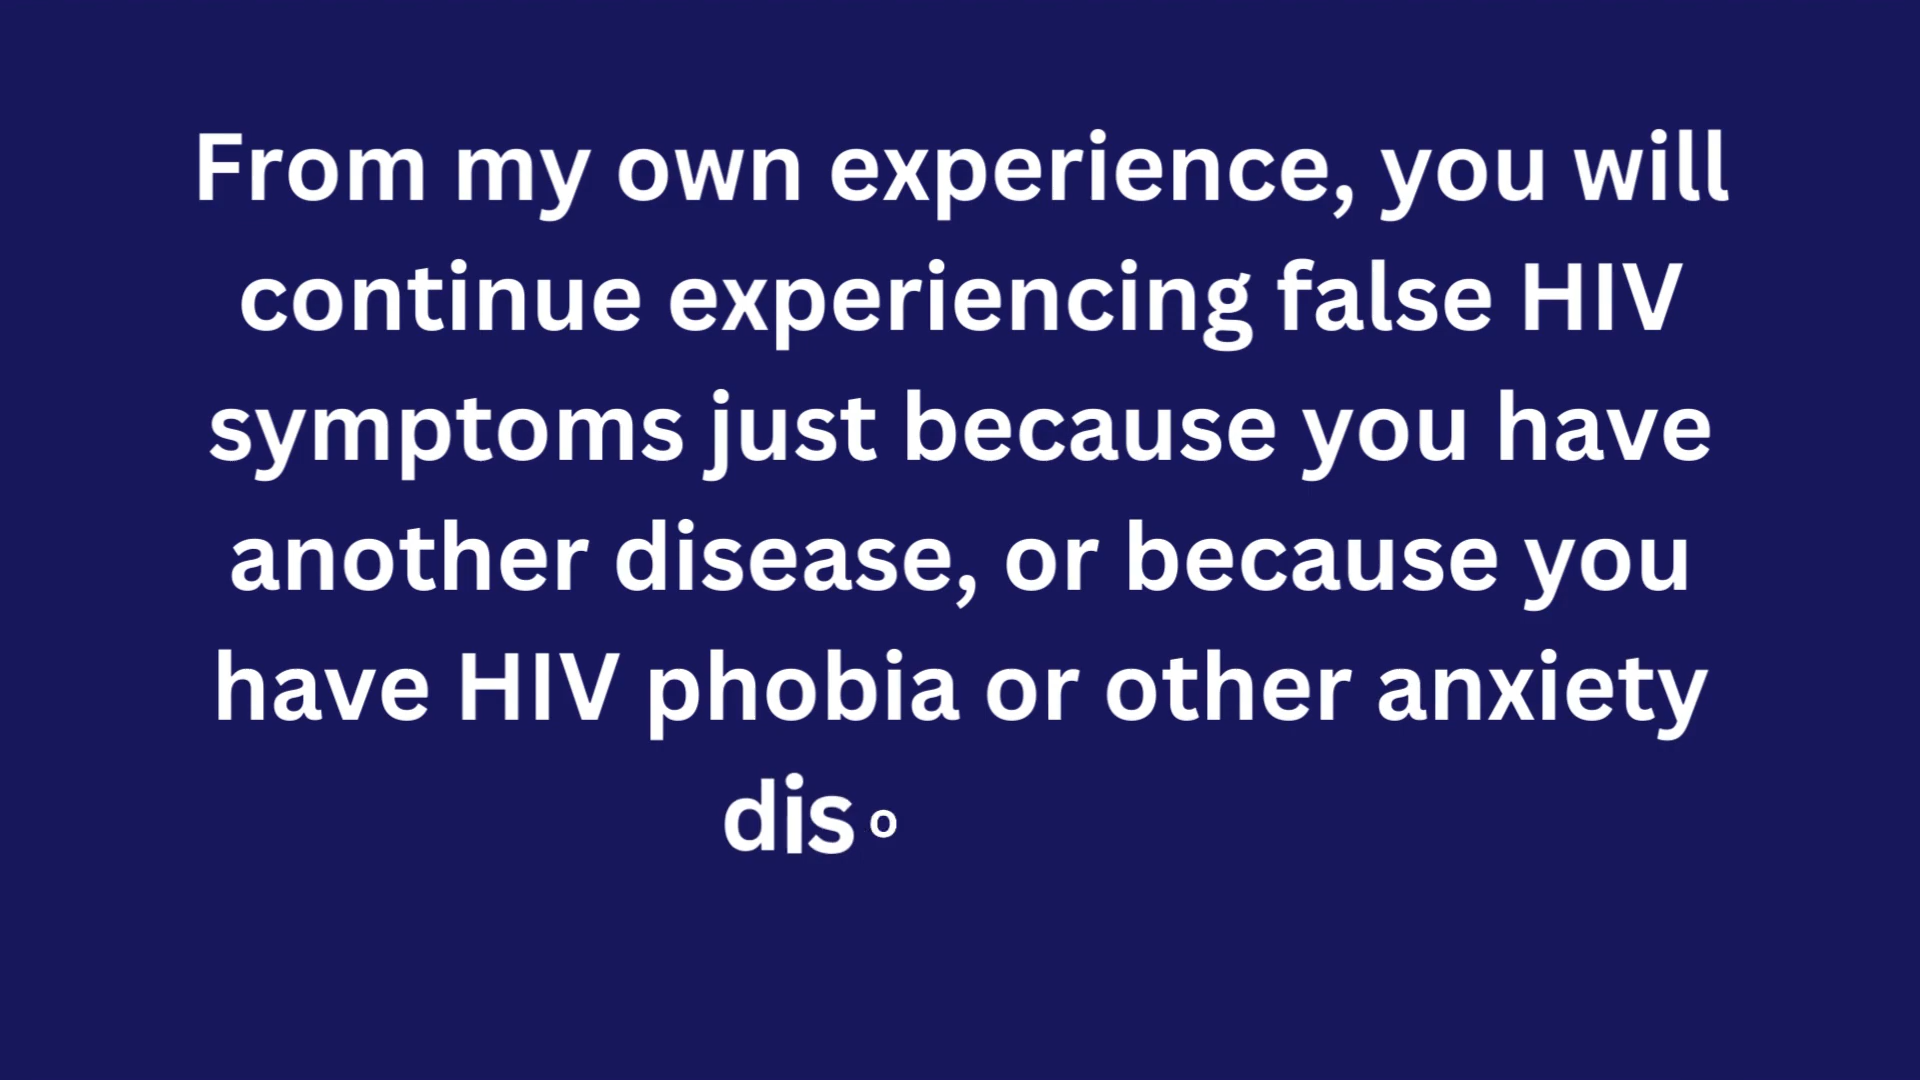 From my own experience, you will
continue experiencing false HIV
symptoms just because you have
another disease, or because you
have HIV phobia or other anxiety
diso